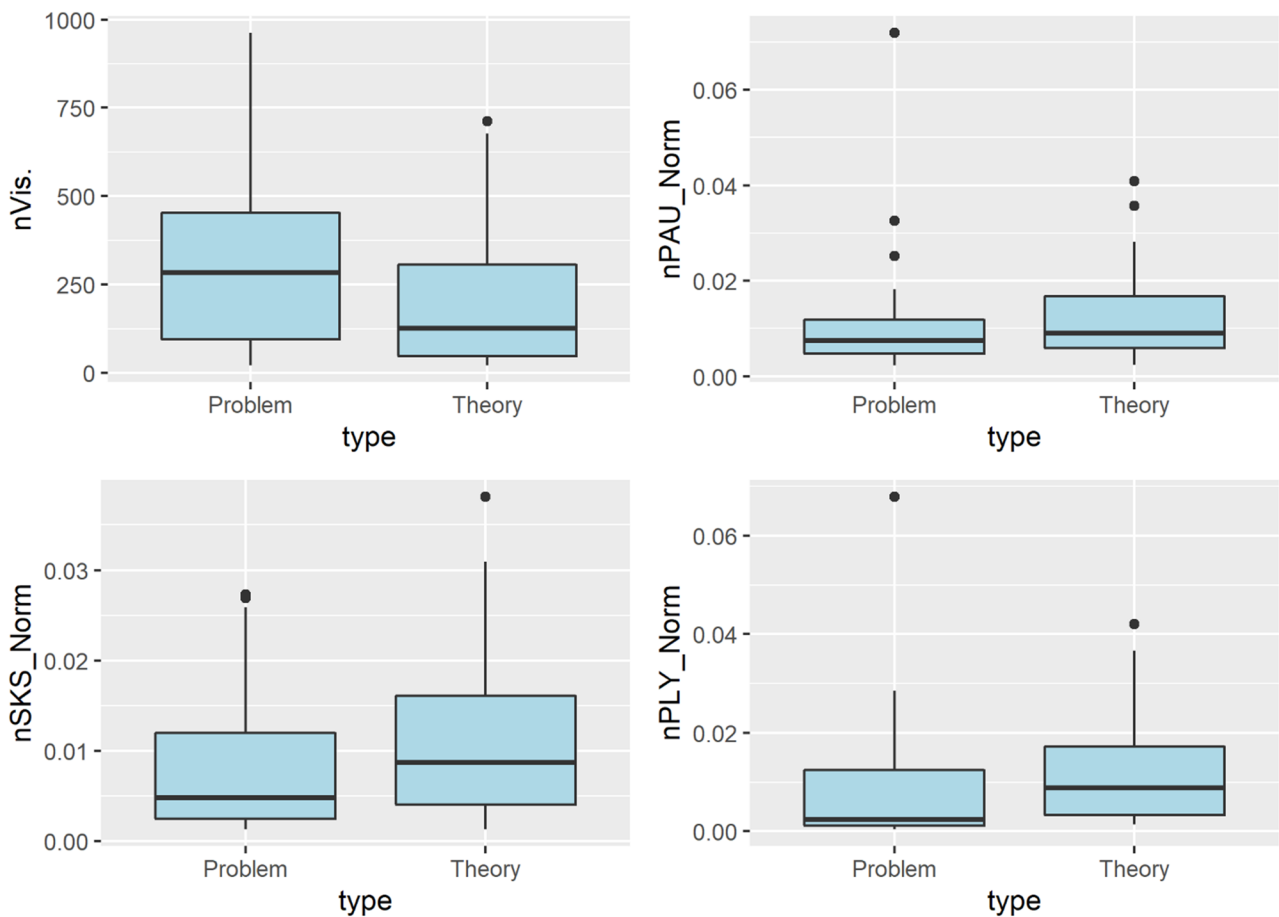 nVis.
1000
750
500
250
0
Problem Theory
type
nPAU_Norm
0.06
0.04
0.02
0.00
Problem Theory
type
nSKS_Norm
0.03
0.02
0.01
0.00
Problem Theory
type
nPLY_Norm
0.06
0.04
0.02
0.00
Problem Theory
type